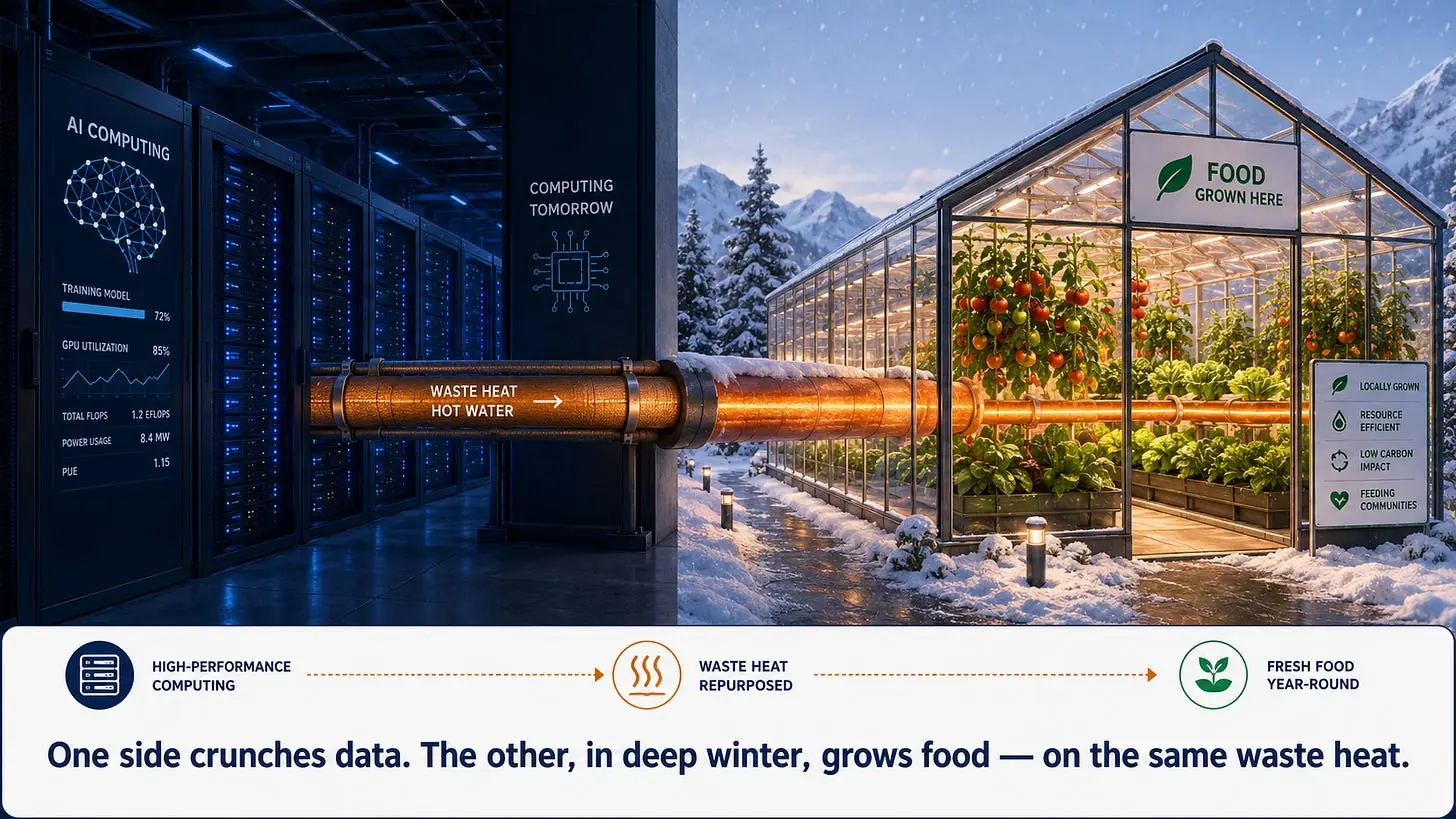 AI COMPUTING
TRAINING MODEL
72%
GPU UTILIZATION 85%
TOTAL FLOPS 1.2 EFLOPS
POWER USAGE 8.4 MW
PUE 1.15
COMPUTING
TOMORROW
WASTE HEAT
HOT WATER
FOOD
GROWN HERE
LOCALLY GROWN
RESOURCE
EFFICIENT
LOW CARBON
IMPACT
FEEDING
COMMUNITIES
HIGH-PERFORMANCE
COMPUTING
WASTE HEAT
REPURPOSED
FRESH FOOD
YEAR-ROUND
One side crunches data. The other, in deep winter, grows food — on the same waste heat.